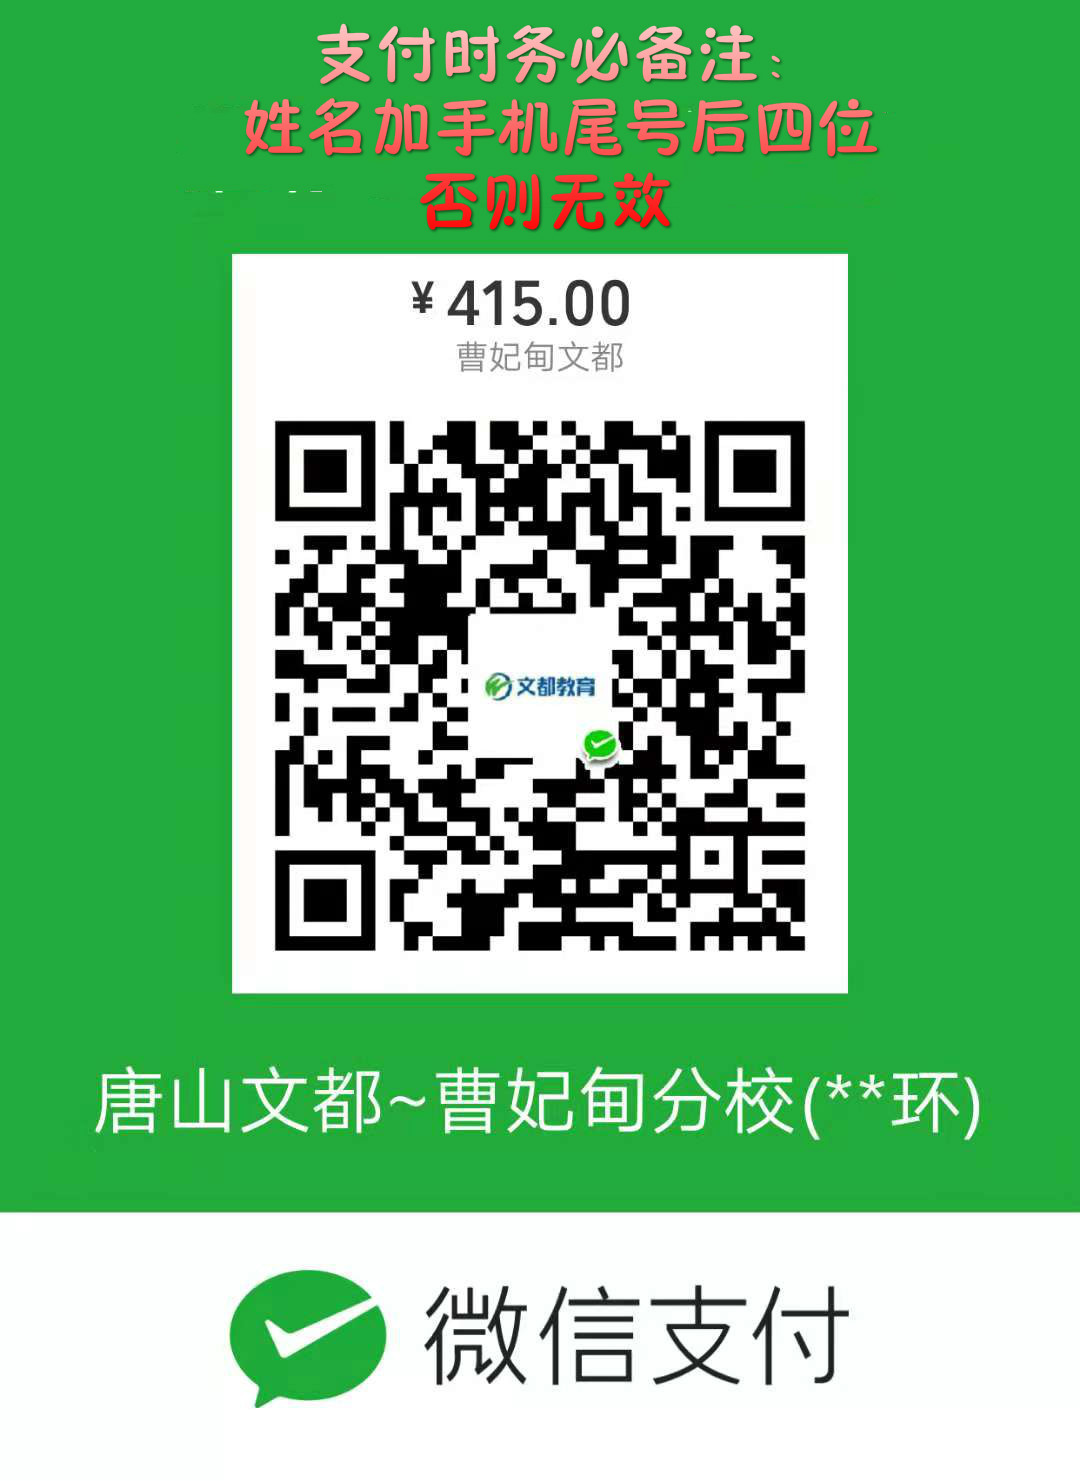 支付时务必备注：
姓名加手机尾号后四位
否则无效
¥415.00
曹妃甸文都
文都教育
唐山文都~曹妃甸分校(**环)
微信支付